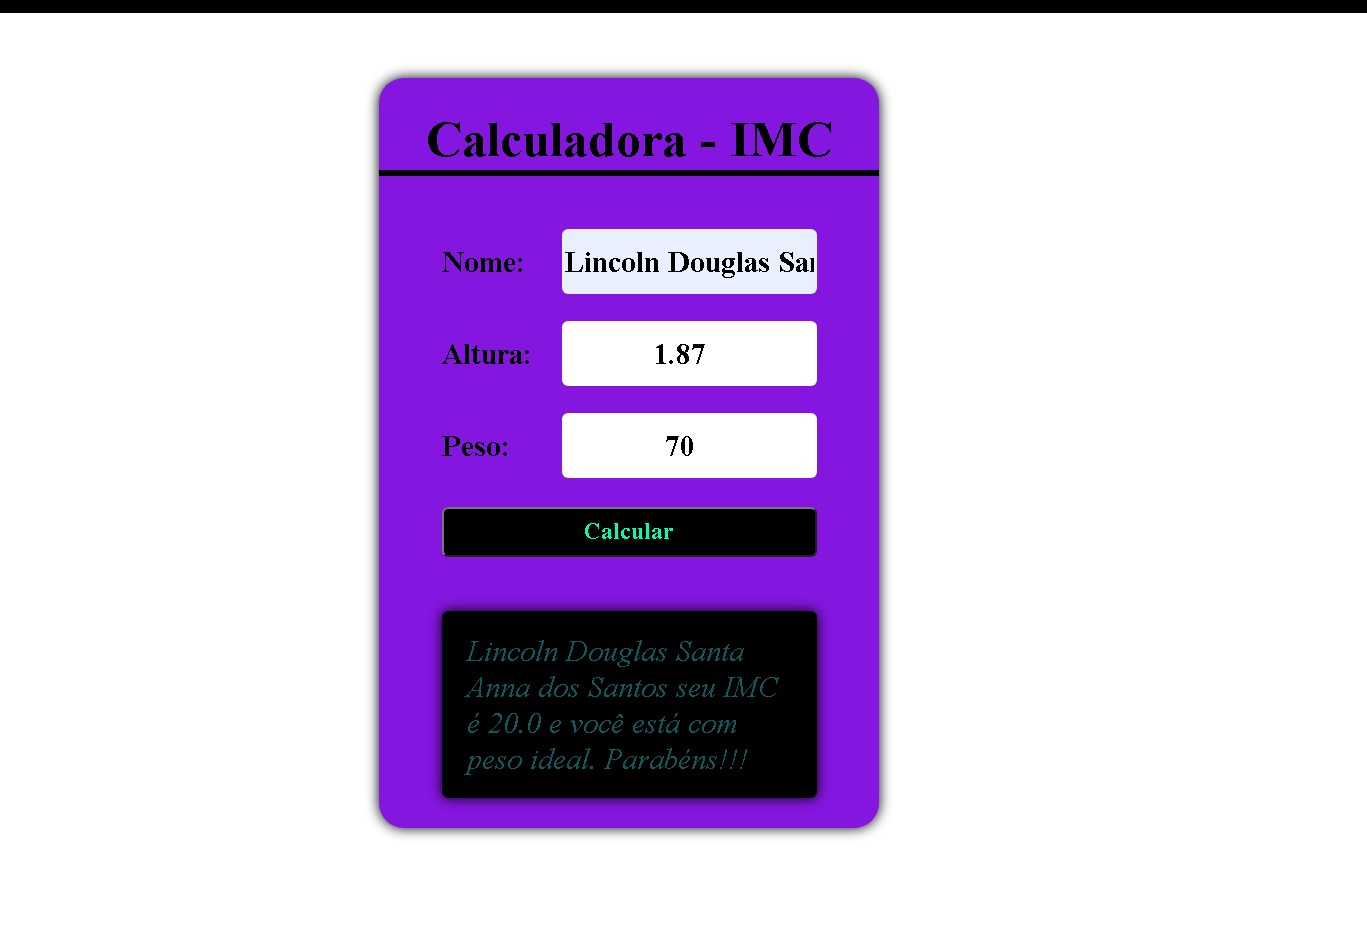 Calculadora - IMC
Nome: Lincoln Douglas Sa
Altura: 1.87
Peso: 70
Calcular
Lincoln Douglas Santa
Anna dos Santos seu IMC
é 20.0 e você está com
peso ideal. Parabéns!!!